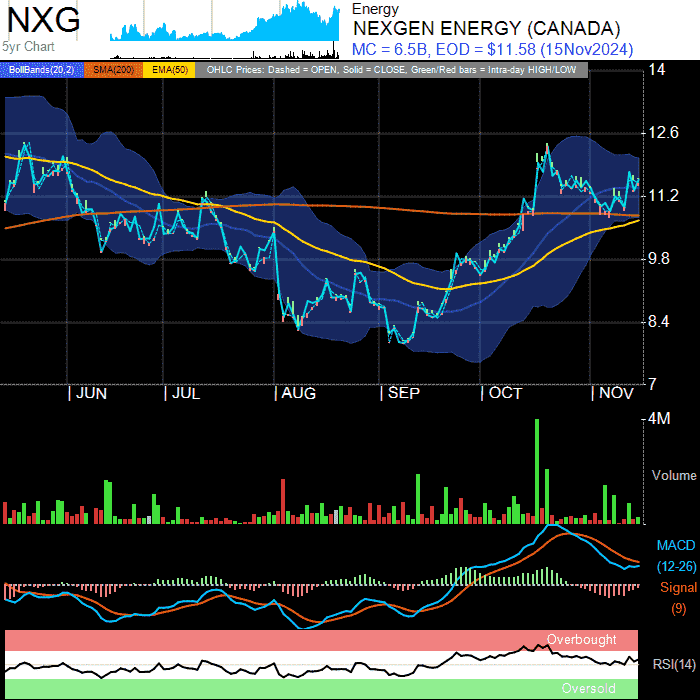 NXG
5yr Chart
Energy
NEXGEN ENERGY (CANADA)
MC = 6.5B, EOD = $11.58 (15Nov2024)
BollBands(20,2) SMA(200) EMA(50) OHLC Prices: Dashed = OPEN, Solid = CLOSE, Green/Red bars = Intra-day HIGH/LOW
14
12.6
11.2
9.8
8.4
7
| JUN | JUL | AUG | SEP | OCT | NOV
4M
Volume
MACD
(12-26)
Signal
(9)
Overbought
RSI(14)
Oversold